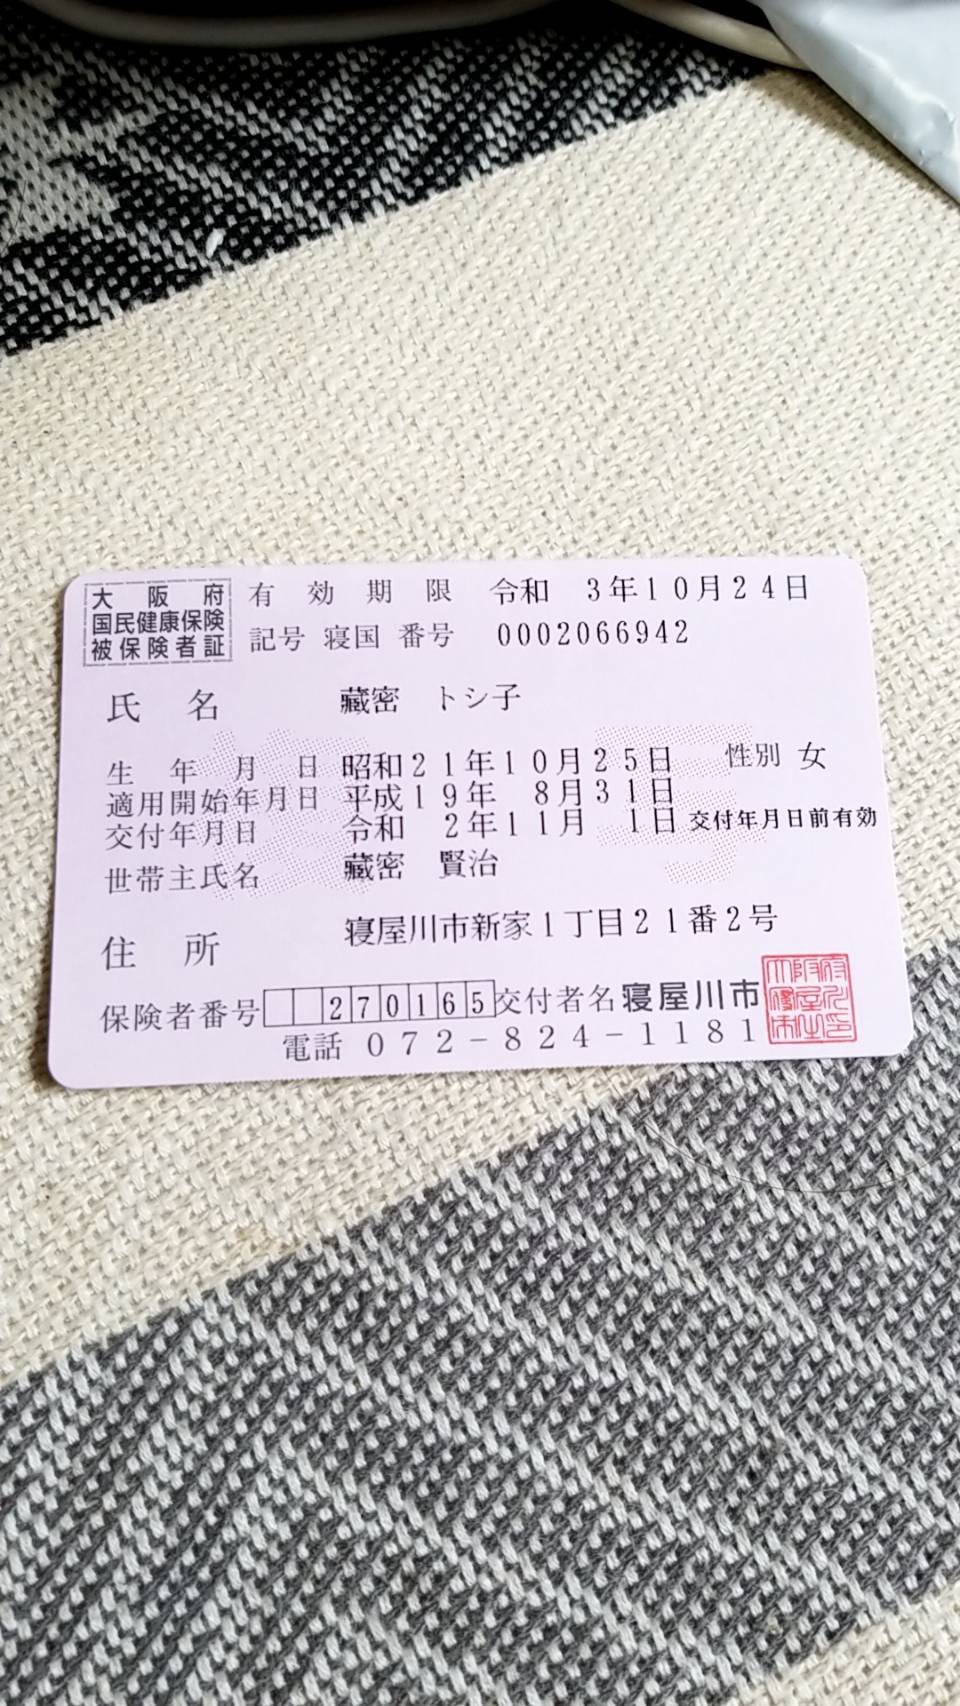 大阪府
国民健康保険
被保険者証
有効期限 令和 3年10月24日
記号 寝国 番号 0002066942
氏名 藏密 トシ子
生年月日 昭和21年10月25日 性別 女
適用開始年月日 平成19年 8月31日
交付年月日 令和 2年11月 1日 交付年月日前有効
世帯主氏名 藏密 賢治
住所 寝屋川市新家1丁目21番2号
保険者番号 270165 交付者名 寝屋川市
電話 072-824-1181